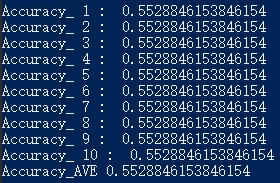 Accuracy_ 1 :  0.5528846153846154
Accuracy_ 2 :  0.5528846153846154
Accuracy_ 3 :  0.5528846153846154
Accuracy_ 4 :  0.5528846153846154
Accuracy_ 5 :  0.5528846153846154
Accuracy_ 6 :  0.5528846153846154
Accuracy_ 7 :  0.5528846153846154
Accuracy_ 8 :  0.5528846153846154
Accuracy_ 9 :  0.5528846153846154
Accuracy_ 10 :  0.5528846153846154
Accuracy_AVE 0.5528846153846154